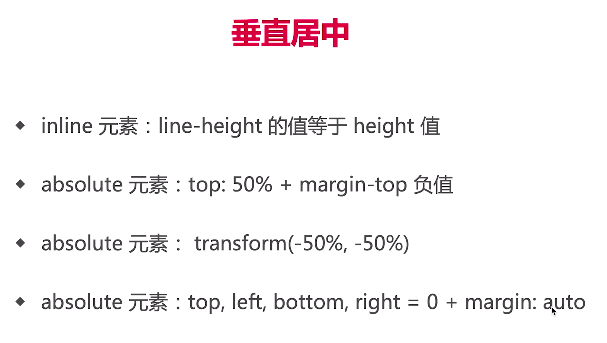 垂直居中
inline 元素：line-height 的值等于 height 值
absolute 元素：top: 50% + margin-top 负值
absolute 元素： transform(-50%, -50%)
absolute 元素：top, left, bottom, right = 0 + margin: auto